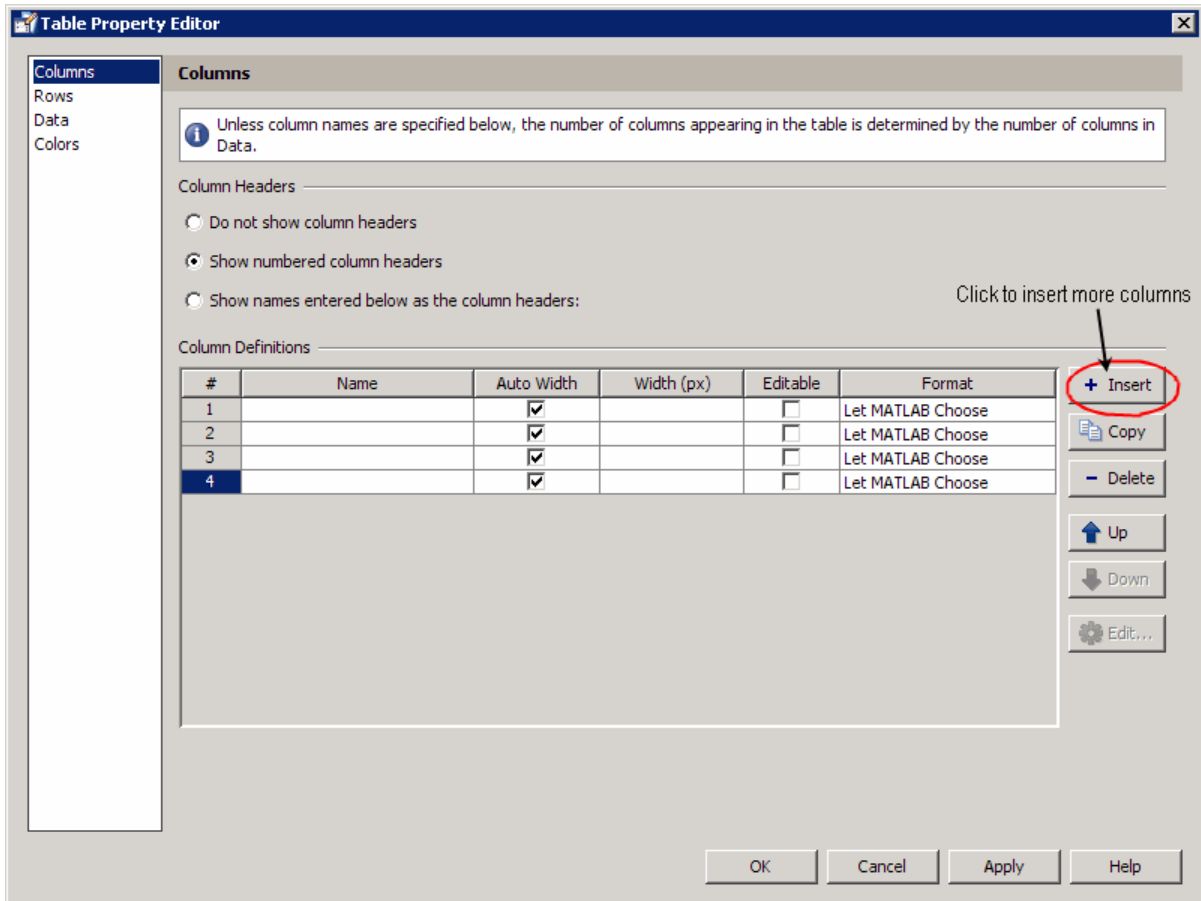 Table Property Editor
Columns
Rows
Data
Colors
Columns
Unless column names are specified below, the number of columns appearing in the table is determined by the number of columns in
Data.
Column Headers
Do not show column headers
Show numbered column headers
Show names entered below as the column headers:
Click to insert more columns
Column Definitions
# Name Auto Width Width (px) Editable Format
1 Let MATLAB Choose
2 Let MATLAB Choose
3 Let MATLAB Choose
4 Let MATLAB Choose
+ Insert
Copy
- Delete
Up
Down
Edit...
OK Cancel Apply Help